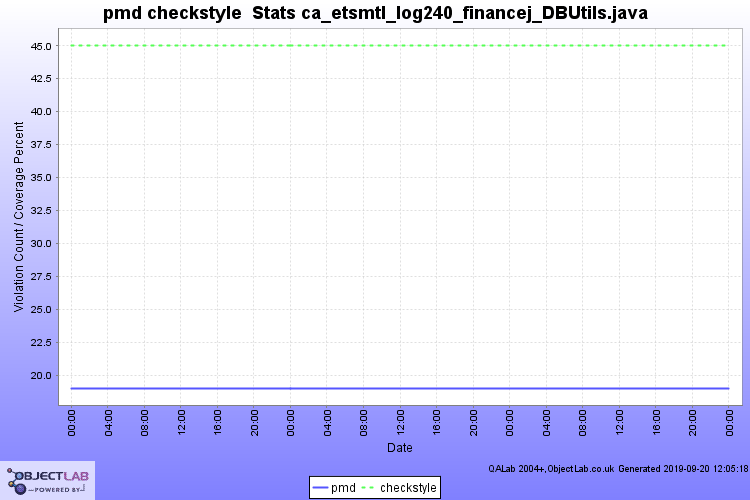 pmd checkstyle  Stats ca_etsmtl_log240_financej_DBUtils.java
Violation Count / Coverage Percent
45.0
42.5
40.0
37.5
35.0
32.5
30.0
27.5
25.0
22.5
20.0
00:00 04:00 08:00 12:00 16:00 20:00 00:00 04:00 08:00 12:00 16:00 20:00 00:00 04:00 08:00 12:00 16:00 20:00 00:00
Date
QALab 2004+,ObjectLab.co.uk Generated 2019-09-20 12:05:18
OBJECTLAB
POWERED BY
pmd checkstyle